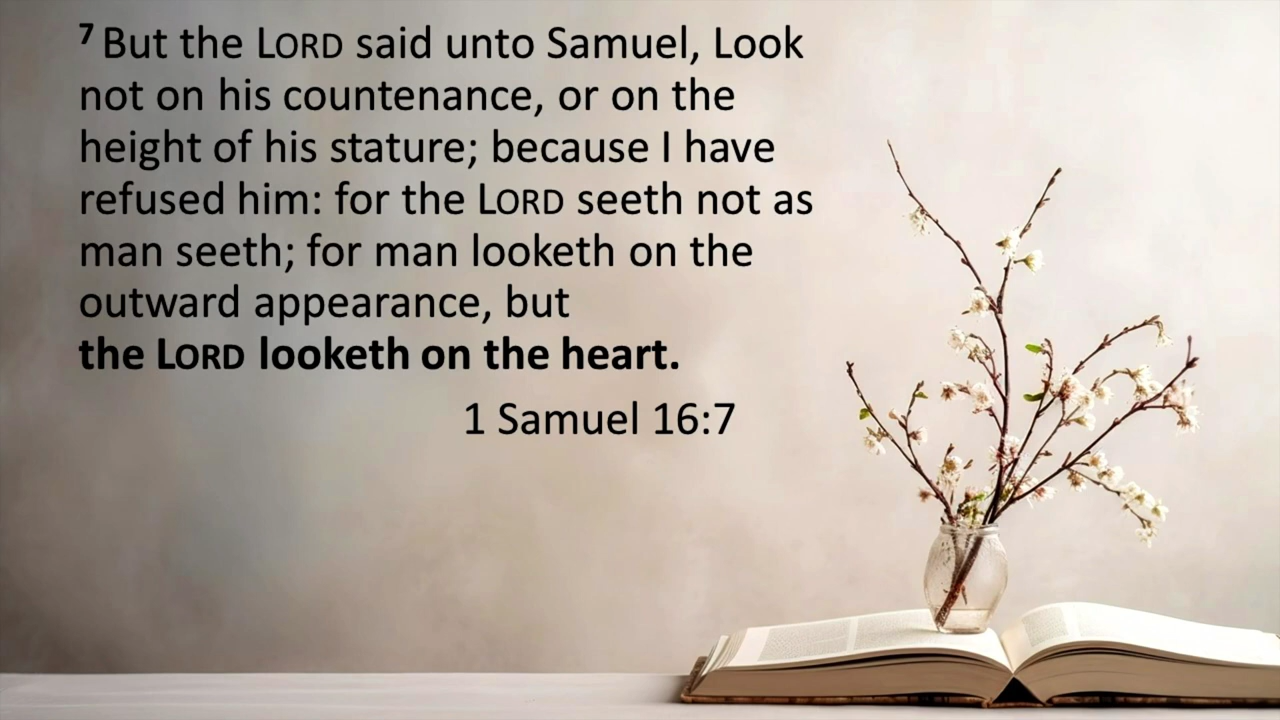 7 But the LORD said unto Samuel, Look
not on his countenance, or on the
height of his stature; because I have
refused him: for the LORD seeth not as
man seeth; for man looketh on the
outward appearance, but
the LORD looketh on the heart.
1 Samuel 16:7